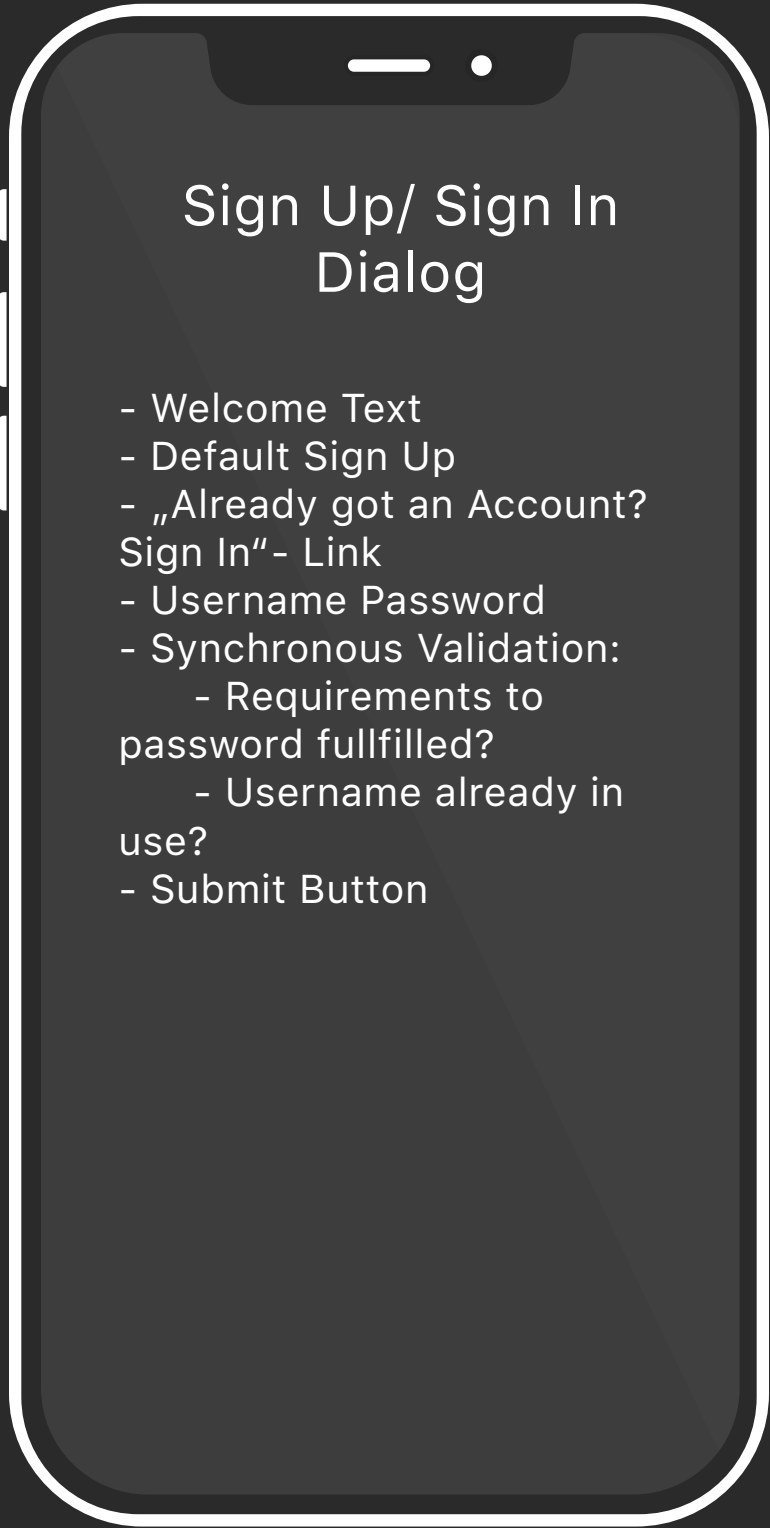 Sign Up/ Sign In
Dialog
- Welcome Text
- Default Sign Up
- „Already got an Account?
Sign In“- Link
- Username Password
- Synchronous Validation:
- Requirements to
password fullfilled?
- Username already in
use?
- Submit Button